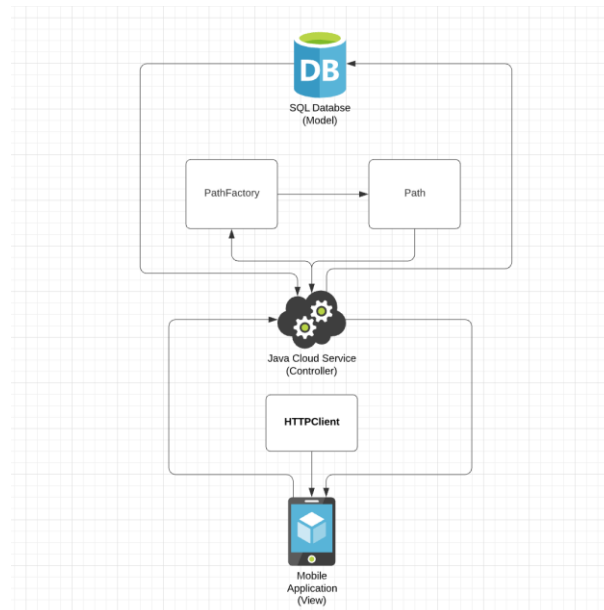 DB
SQL Databse
(Model)
PathFactory
Path
Java Cloud Service
(Controller)
HTTPClient
Mobile
Application
(View)